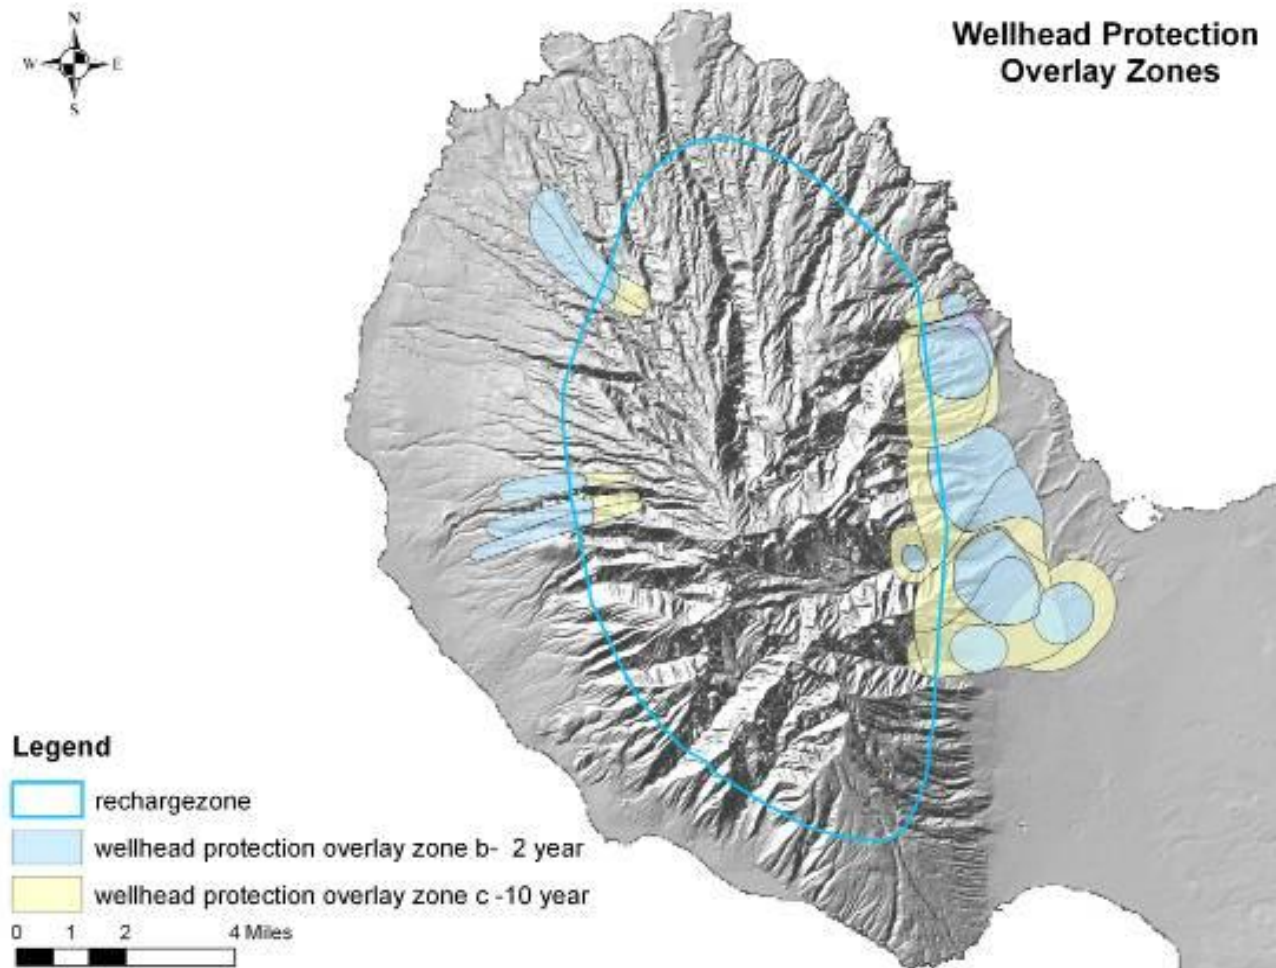 N
W E
S
Wellhead Protection
Overlay Zones
Legend
rechargezone
wellhead protection overlay zone b- 2 year
wellhead protection overlay zone c -10 year
0 1 2 4 Miles